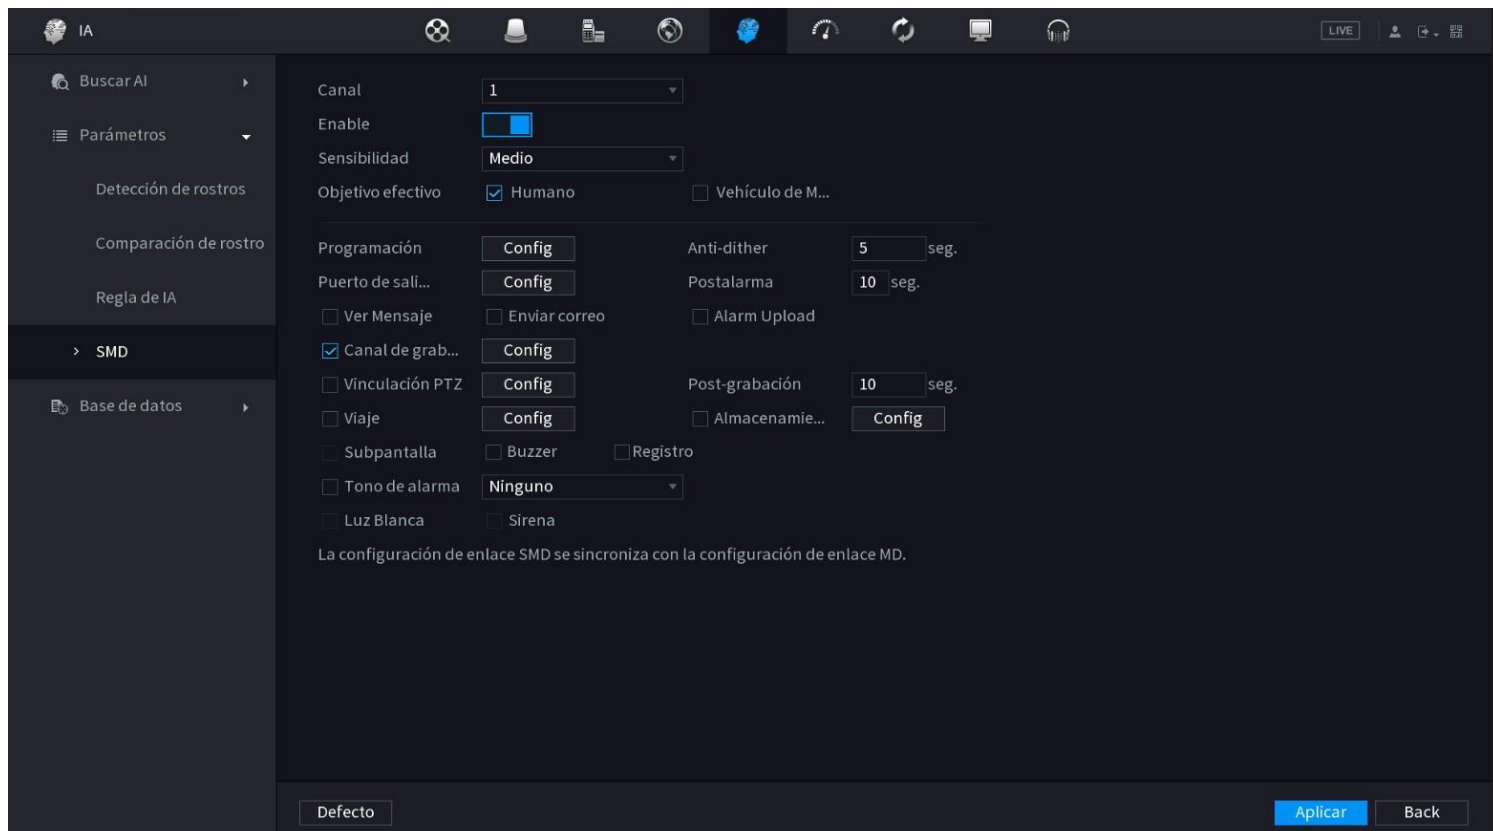 IA
LIVE
Buscar AI
Parámetros
Detección de rostros
Comparación de rostro
Regla de IA
SMD
Base de datos
Canal 1
Enable
Sensibilidad Medio
Objetivo efectivo Humano Vehículo de M...
Programación Config Anti-dither 5 seg.
Puerto de sali... Config Postalarma 10 seg.
Ver Mensaje Enviar correo Alarm Upload
Canal de grab... Config
Vinculación PTZ Config Post-grabación 10 seg.
Viaje Config Almacenamie... Config
Subpantalla Buzzer Registro
Tono de alarma Ninguno
Luz Blanca Sirena
La configuración de enlace SMD se sincroniza con la configuración de enlace MD.
Defecto Aplicar Back